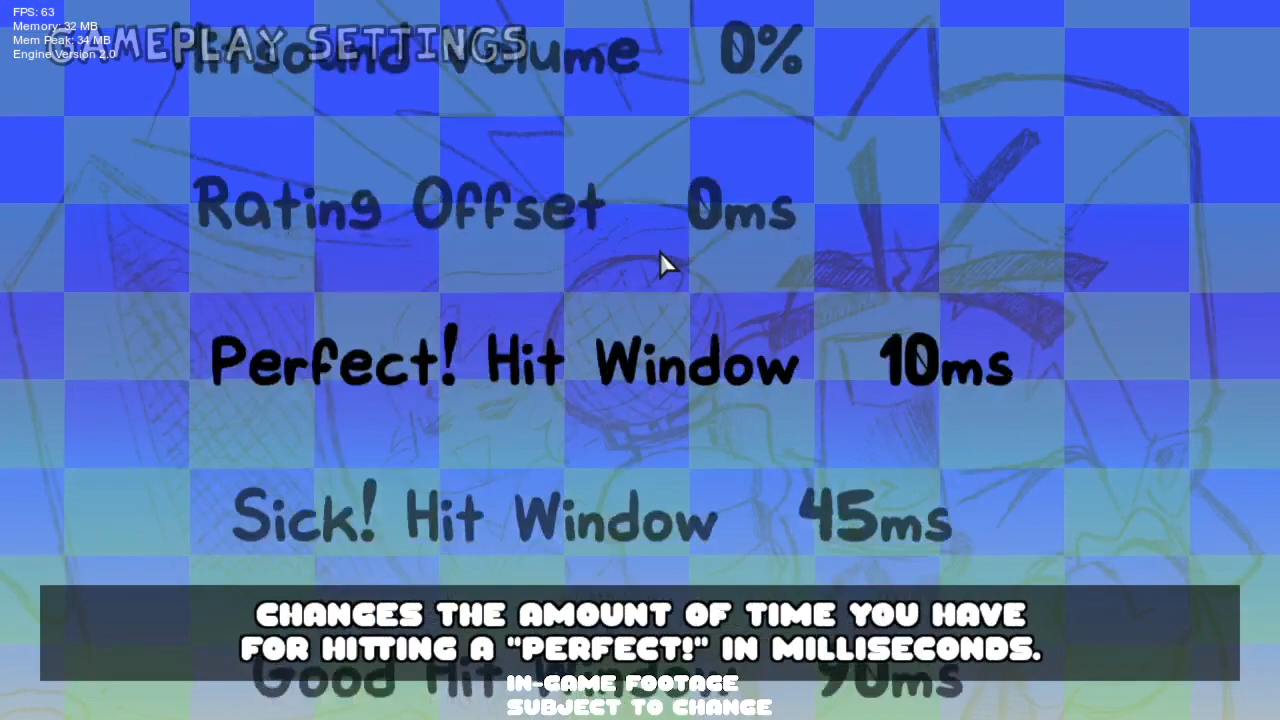 FPS: 63
Memory: 32 MB
Mem Peak: 34 MB
Engine Version 2.0
GAMEPLAY SETTINGS
Hitsound Volume 0%
Rating Offset 0ms
Perfect! Hit Window 10ms
Sick! Hit Window 45ms
CHANGES THE AMOUNT OF TIME YOU HAVE
FOR HITTING A "PERFECT!" IN MILLISECONDS.
Good Hit Window 90ms
IN-GAME FOOTAGE
SUBJECT TO CHANGE